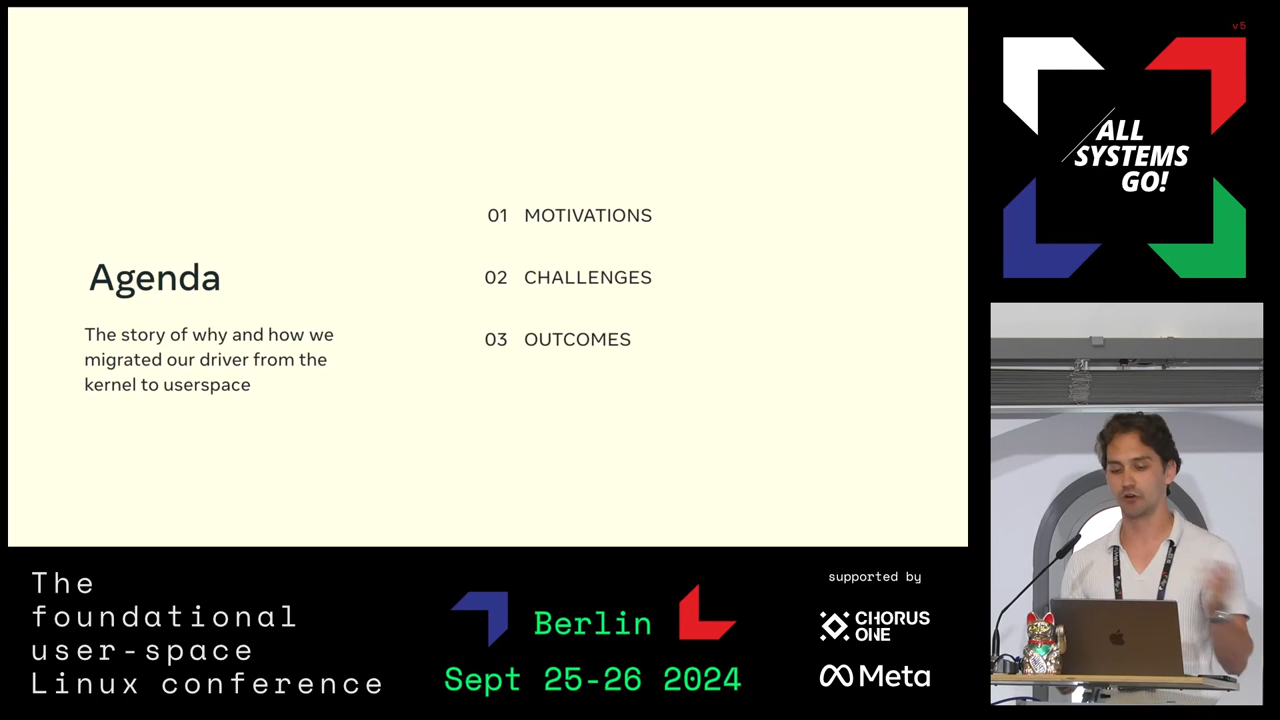 Agenda
The story of why and how we
migrated our driver from the
kernel to userspace
01 MOTIVATIONS
02 CHALLENGES
03 OUTCOMES
v5
ALL
SYSTEMS
GO!
The
foundational
user-space
Linux conference
Berlin
Sept 25-26 2024
supported by
CHORUS
ONE
Meta